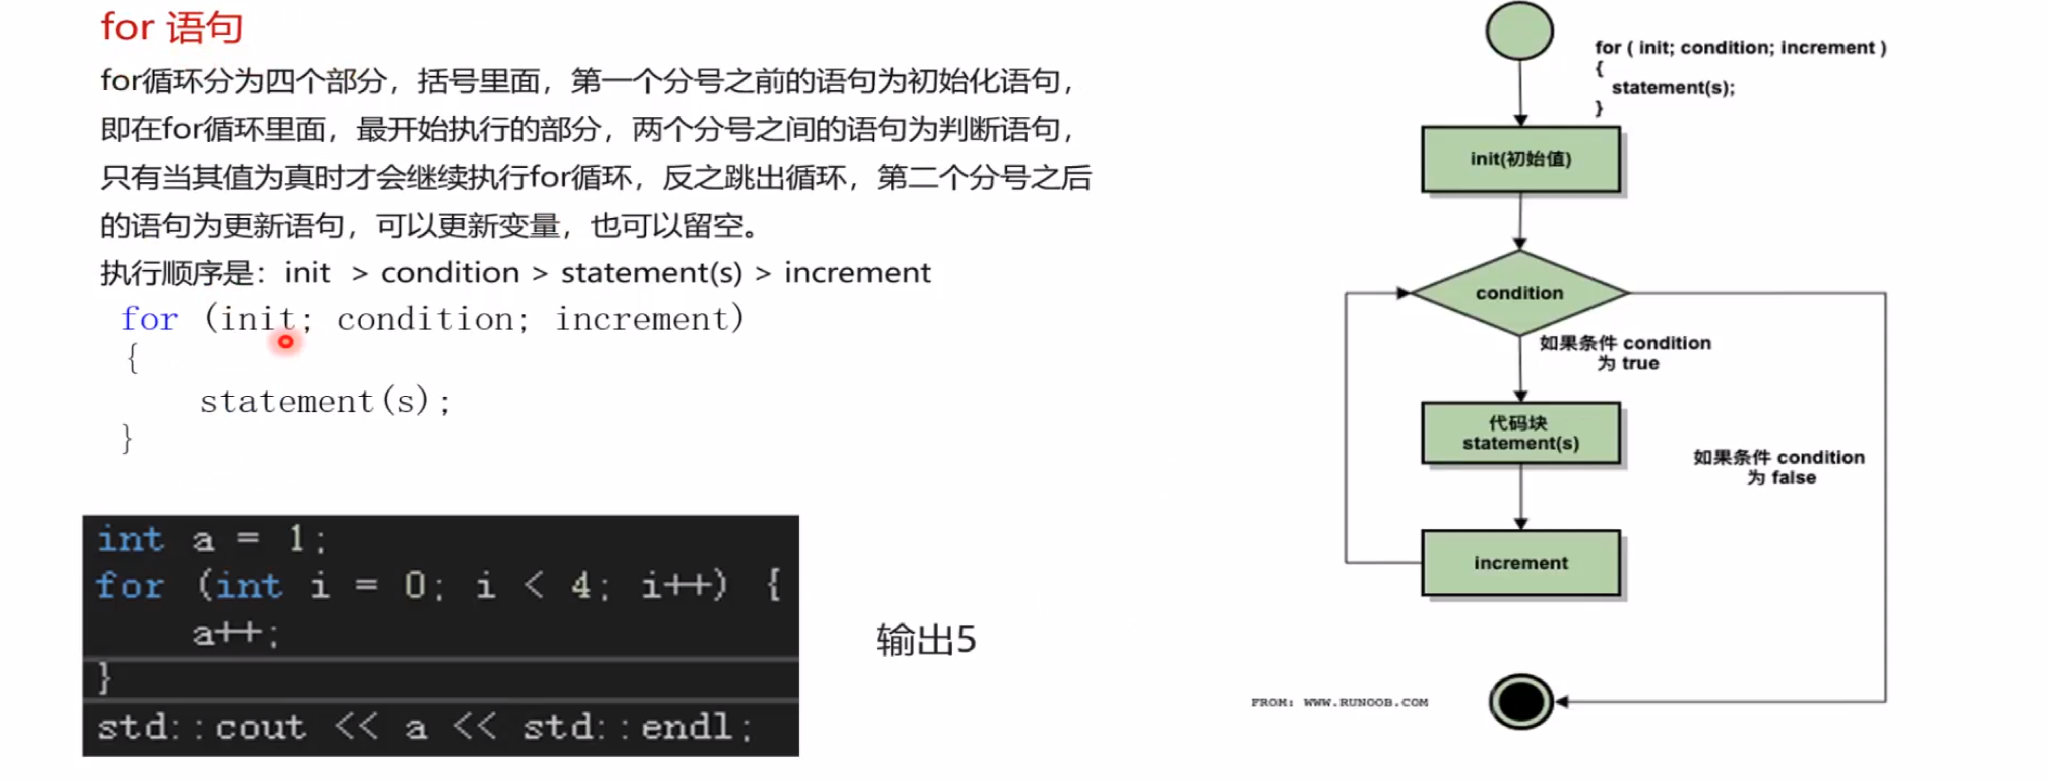 for 语句
for循环分为四个部分，括号里面，第一个分号之前的语句为初始化语句，
即在for循环里面，最开始执行的部分，两个分号之间的语句为判断语句，
只有当其值为真时才会继续执行for循环，反之跳出循环，第二个分号之后
的语句为更新语句，可以更新变量，也可以留空。
执行顺序是：init > condition > statement(s) > increment
for (init; condition; increment)
{
statement(s);
}
int a = 1;
for (int i = 0; i < 4; i++) {
a++;
}
std::cout << a << std::endl;
输出5
for ( init; condition; increment )
{
statement(s);
}
init(初始值)
condition
如果条件 condition
为 true
代码块
statement(s)
如果条件 condition
为 false
increment
FROM: WWW.RUNOOB.COM